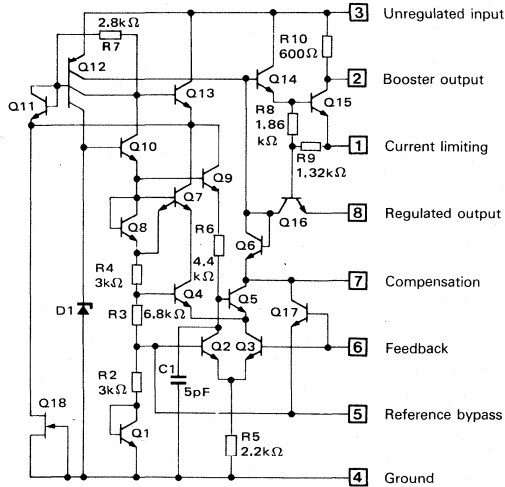 2.8kΩ
R7
3 Unregulated input
R10
600Ω
Q12
Q14
2 Booster output
Q11
Q13
Q15
R8
1.86
kΩ
Q10
1 Current limiting
R9
1.32kΩ
Q9
Q7
Q16
8 Regulated output
Q8
R6
Q6
4.4
kΩ
R4
3kΩ
7 Compensation
Q4
Q5
Q17
D1
R3
6.8kΩ
Q2
Q3
6 Feedback
C1
5pF
R2
3kΩ
Q18
5 Reference bypass
Q1
R5
2.2kΩ
4 Ground